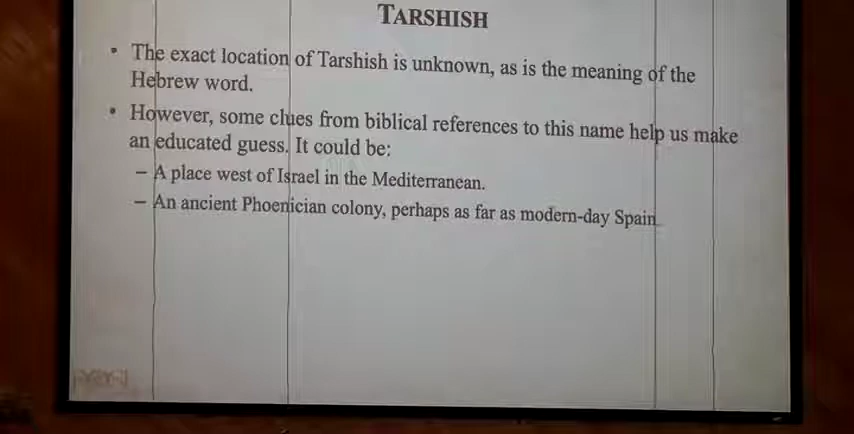 TARSHISH
• The exact location of Tarshish is unknown, as is the meaning of the
Hebrew word.
• However, some clues from biblical references to this name help us make
an educated guess. It could be:
– A place west of Israel in the Mediterranean.
– An ancient Phoenician colony, perhaps as far as modern-day Spain